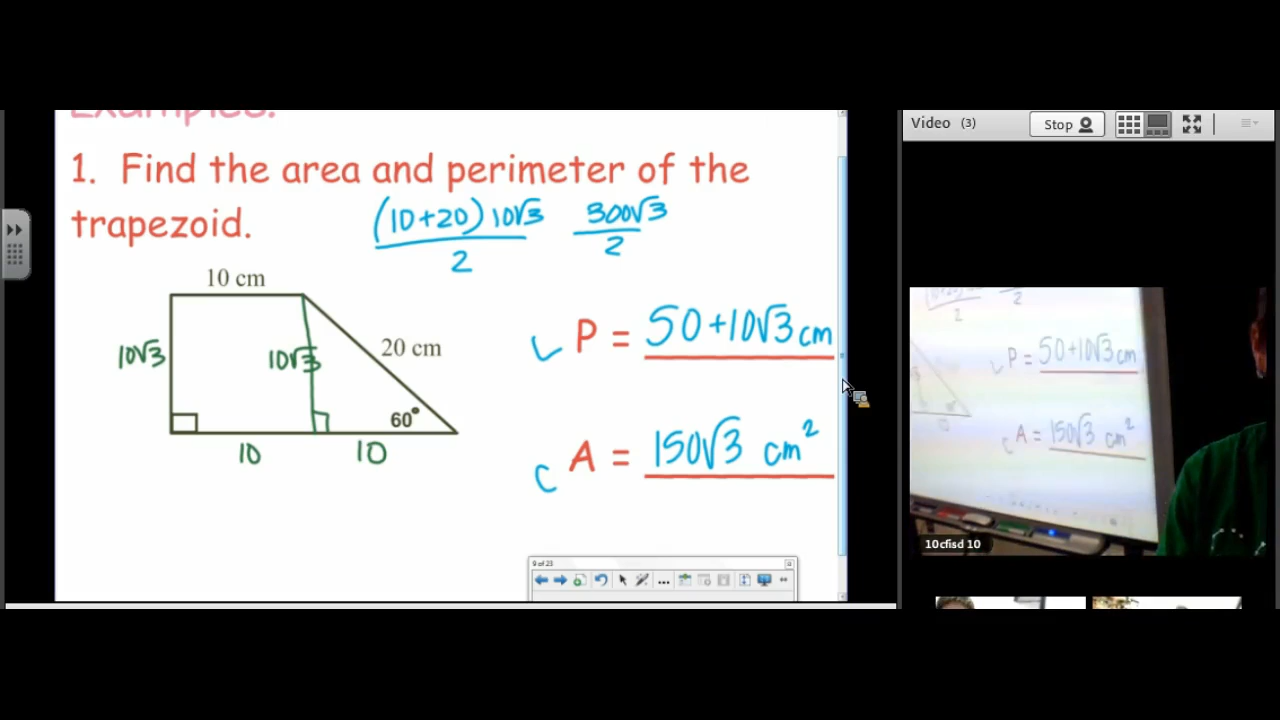 Examples:
1. Find the area and perimeter of the
trapezoid.
(10+20)10√3
2
300√3
2
10 cm
10√3
10√3
20 cm
60°
10
10
P = 50+10√3 cm
A = 150√3 cm²
9 of 23
Video (3)
Stop
P = 50+10√3 cm
A = 150√3 cm²
10cfisd 10